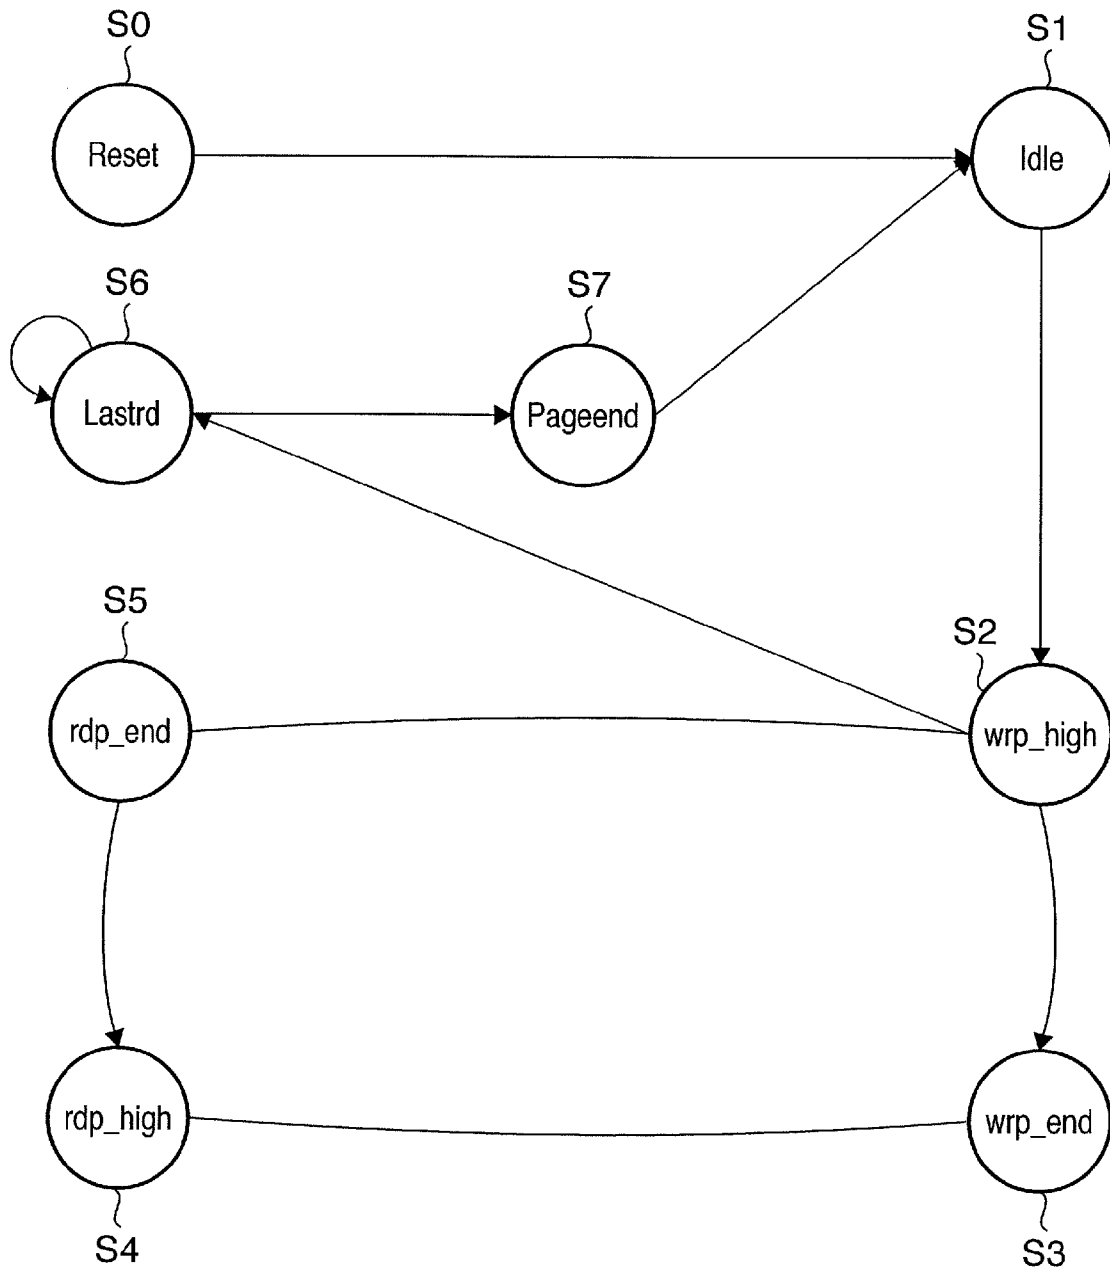 S0
S1
Reset
Idle
S6
S7
Lastrd
Pageend
S5
S2
rdp_end
wrp_high
rdp_high
wrp_end
S4
S3